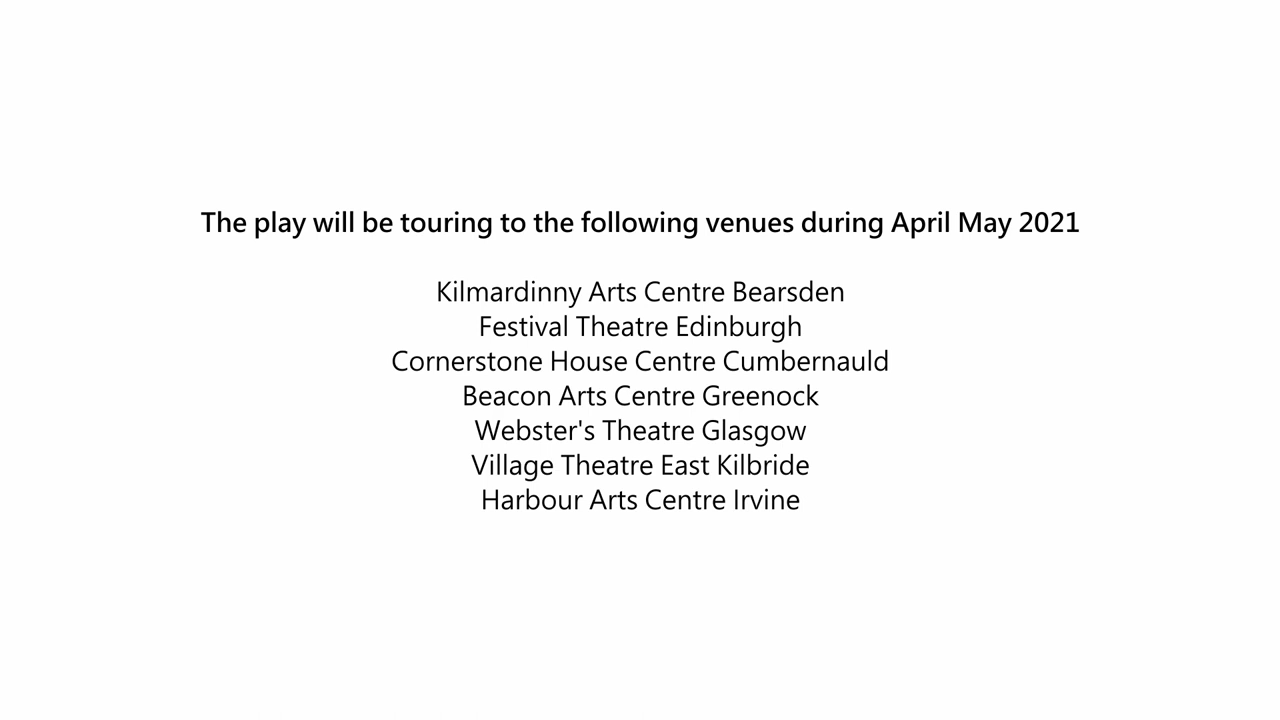 The play will be touring to the following venues during April May 2021
Kilmardinny Arts Centre Bearsden
Festival Theatre Edinburgh
Cornerstone House Centre Cumbernauld
Beacon Arts Centre Greenock
Webster's Theatre Glasgow
Village Theatre East Kilbride
Harbour Arts Centre Irvine